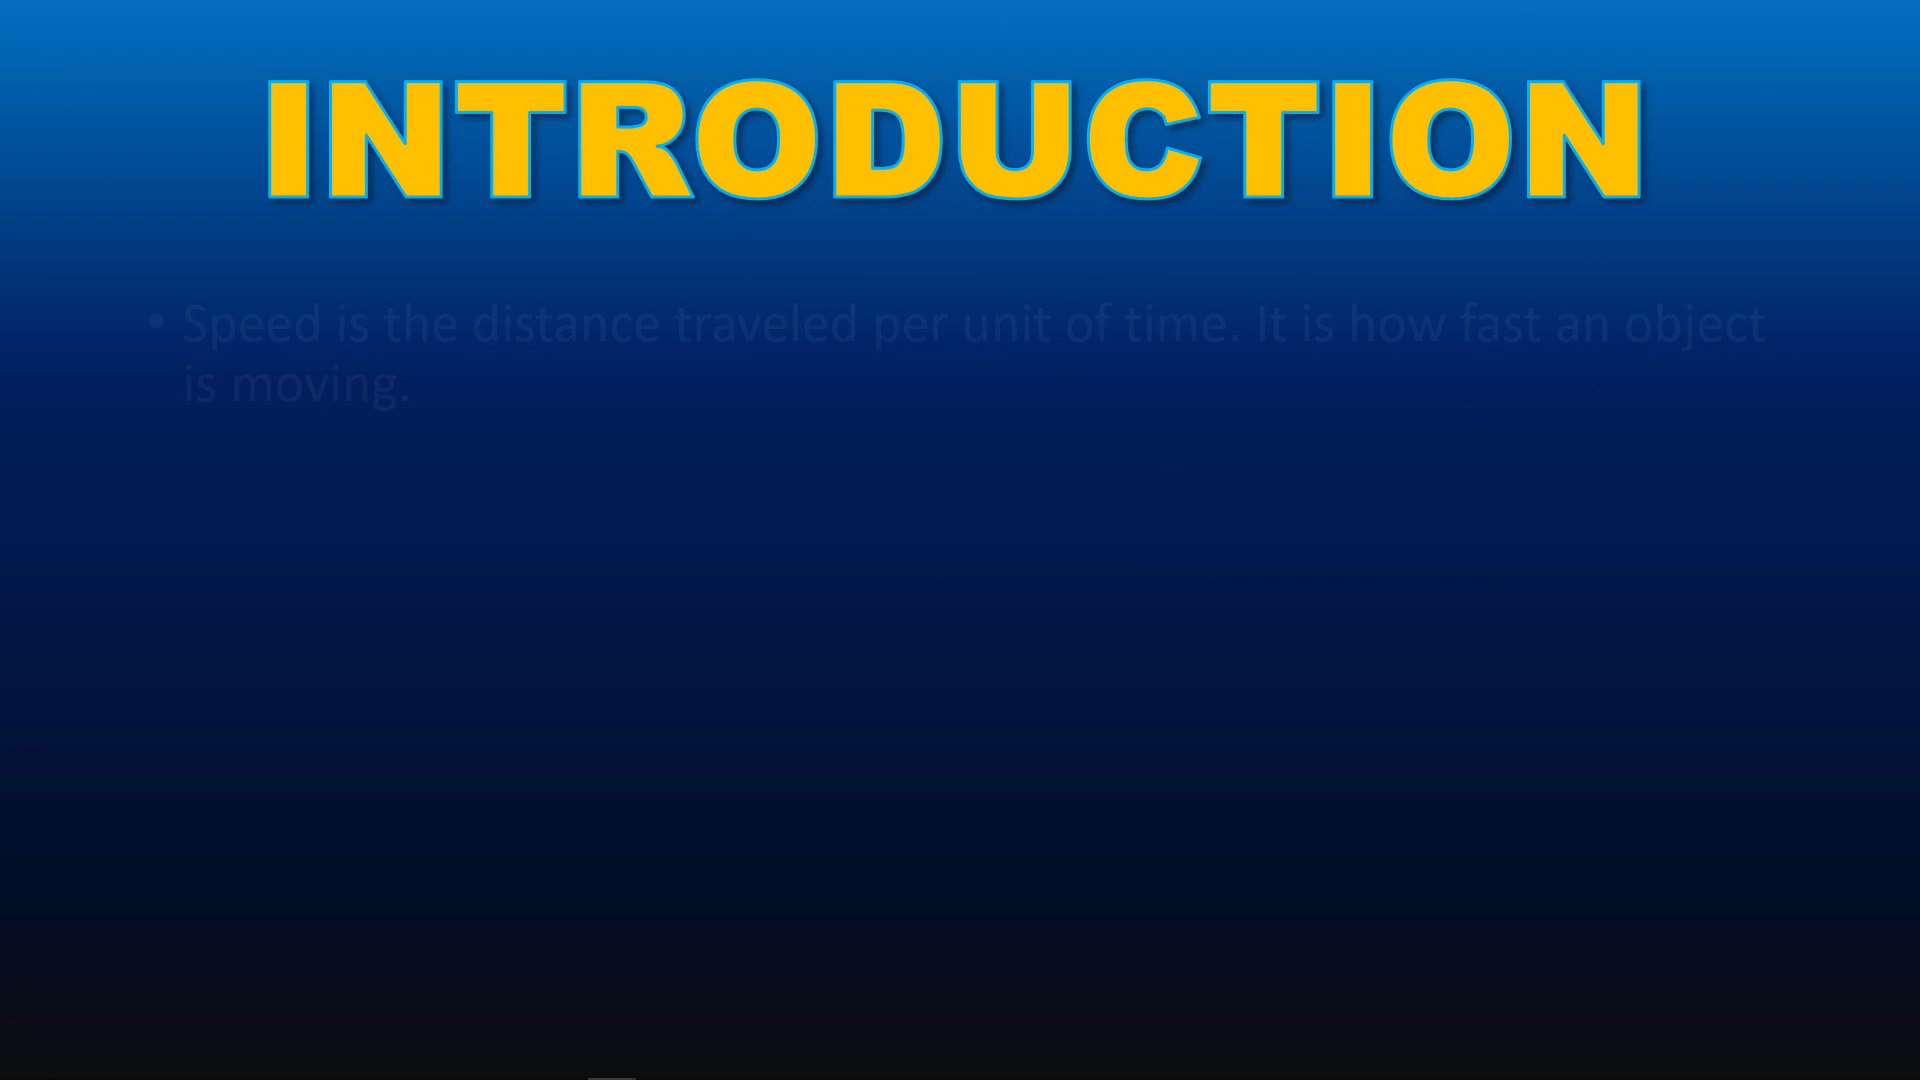 INTRODUCTION
• Speed is the distance traveled per unit of time. It is how fast an object
is moving.